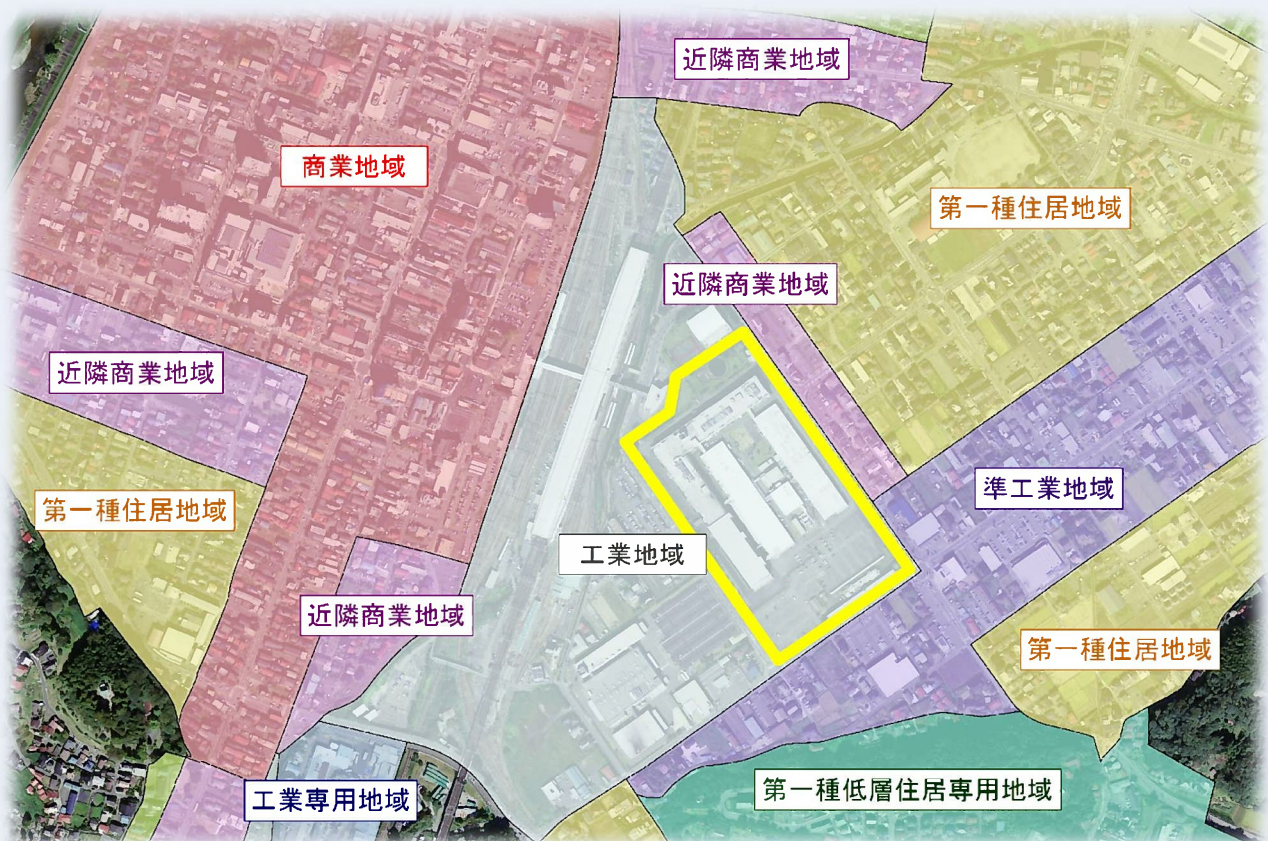 近隣商業地域
商業地域
第一種住居地域
近隣商業地域
近隣商業地域
準工業地域
第一種住居地域
工業地域
近隣商業地域
第一種住居地域
第一種低層住居専用地域
工業専用地域